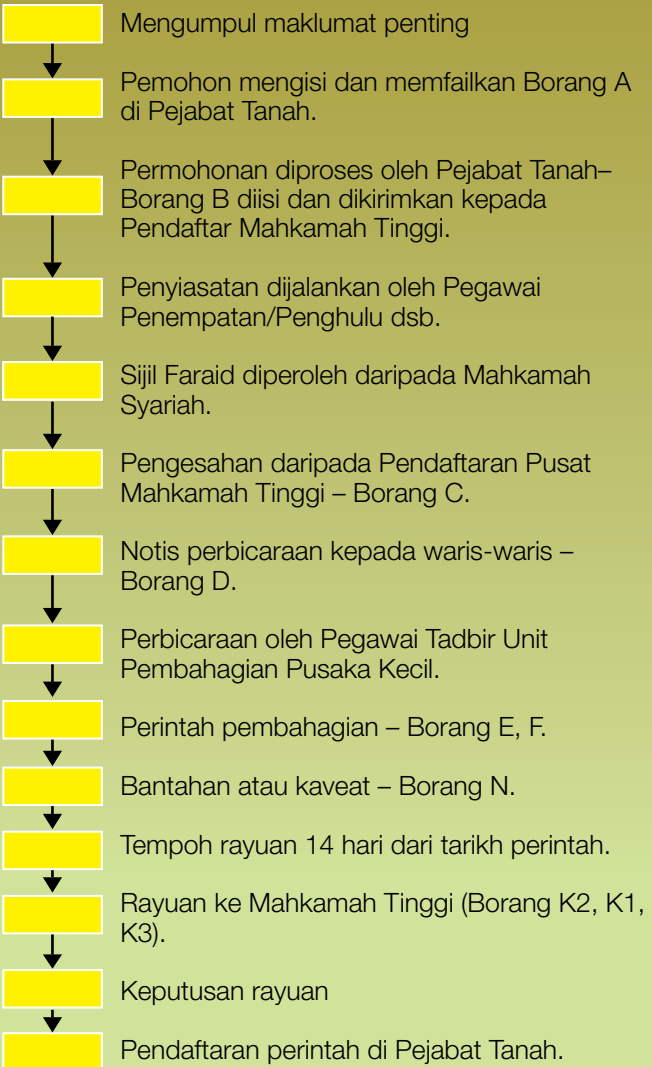 Mengumpul maklumat penting
Pemohon mengisi dan memfailkan Borang A
di Pejabat Tanah.
Permohonan diproses oleh Pejabat Tanah–
Borang B diisi dan dikirimkan kepada
Pendaftar Mahkamah Tinggi.
Penyiasatan dijalankan oleh Pegawai
Penempatan/Penghulu dsb.
Sijil Faraid diperoleh daripada Mahkamah
Syariah.
Pengesahan daripada Pendaftaran Pusat
Mahkamah Tinggi – Borang C.
Notis perbicaraan kepada waris-waris –
Borang D.
Perbicaraan oleh Pegawai Tadbir Unit
Pembahagian Pusaka Kecil.
Perintah pembahagian – Borang E, F.
Bantahan atau kaveat – Borang N.
Tempoh rayuan 14 hari dari tarikh perintah.
Rayuan ke Mahkamah Tinggi (Borang K2, K1,
K3).
Keputusan rayuan
Pendaftaran perintah di Pejabat Tanah.